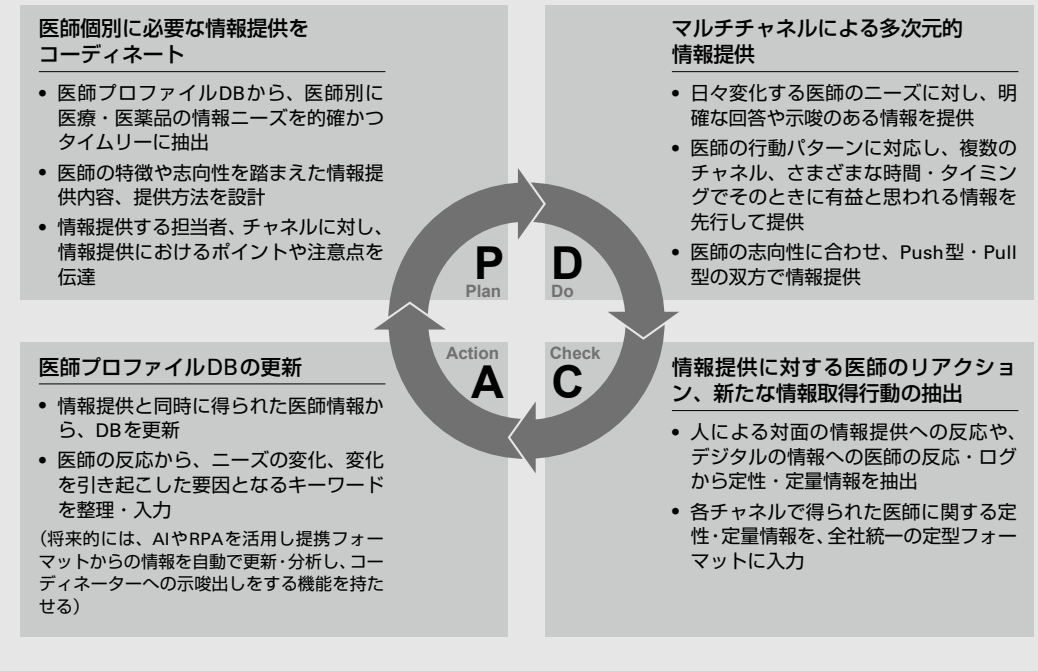 医師個別に必要な情報提供を
コーディネート
• 医師プロファイルDBから、医師別に
医療・医薬品の情報ニーズを的確かつ
タイムリーに抽出
• 医師の特徴や志向性を踏まえた情報提
供内容、提供方法を設計
• 情報提供する担当者、チャネルに対し、
情報提供におけるポイントや注意点を
伝達
P
Plan
マルチチャネルによる多次元的
情報提供
• 日々変化する医師のニーズに対し、明
確な回答や示唆のある情報を提供
• 医師の行動パターンに対応し、複数の
チャネル、さまざまな時間・タイミン
グでそのときに有益と思われる情報を
先行して提供
• 医師の志向性に合わせ、Push型・Pull
型の双方で情報提供
D
Do
医師プロファイルDBの更新
• 情報提供と同時に得られた医師情報か
ら、DBを更新
• 医師の反応から、ニーズの変化、変化
を引き起こした要因となるキーワード
を整理・入力
（将来的には、AIやRPAを活用し提携フォー
マットからの情報を自動で更新・分析し、コー
ディネーターへの示唆出しをする機能を持た
せる）
Action
A
Check
C
情報提供に対する医師のリアクショ
ン、新たな情報取得行動の抽出
• 人による対面の情報提供への反応や、
デジタルの情報への医師の反応・ログ
から定性・定量情報を抽出
• 各チャネルで得られた医師に関する定
性・定量情報を、全社統一の定型フォー
マットに入力